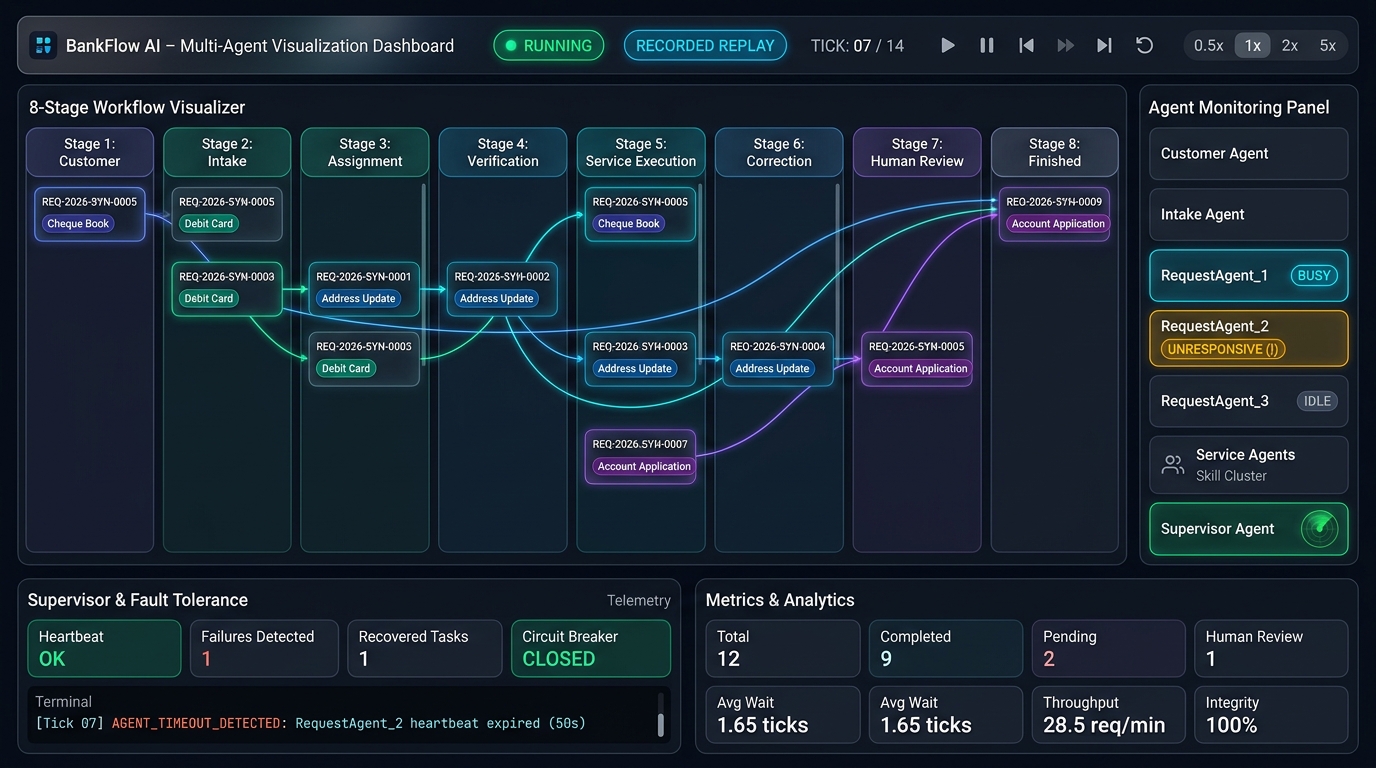 BankFlow AI – Multi-Agent Visualization Dashboard
RUNNING
RECORDED REPLAY
TICK: 07 / 14
0.5x 1x 2x 5x
8-Stage Workflow Visualizer
Stage 1:
Customer
Stage 2:
Intake
Stage 3:
Assignment
Stage 4:
Verification
Stage 5:
Service Execution
Stage 6:
Correction
Stage 7:
Human Review
Stage 8:
Finished
REQ-2026-SYN-0005
Cheque Book
REQ-2026-SYN-0005
Debit Card
REQ-2026-SYN-0005
Cheque Book
REQ-2026-SYH-0009
Account Application
REQ-2026-SYN-0003
Debit Card
REQ-2026-SYN-0001
Address Update
REQ-2026-SYH-0002
Address Update
REQ-2026-SYN-0003
Debit Card
REQ 2026-SYN-0003
Address Update
REQ-2026-SYN-0004
Address Update
REQ-2026-SYH-0005
Account Application
REQ-2026.SYH-0007
Account Application
Agent Monitoring Panel
Customer Agent
Intake Agent
RequestAgent_1 BUSY
RequestAgent_2
UNRESPONSIVE (!)
RequestAgent_3 IDLE
Service Agents
Skill Cluster
Supervisor Agent
Supervisor & Fault Tolerance
Telemetry
Heartbeat
OK
Failures Detected
1
Recovered Tasks
1
Circuit Breaker
CLOSED
Terminal
[Tick 07] AGENT_TIMEOUT_DETECTED: RequestAgent_2 heartbeat expired (50s)
Metrics & Analytics
Total
12
Completed
9
Pending
2
Human Review
1
Avg Wait
1.65 ticks
Avg Wait
1.65 ticks
Throughput
28.5 req/min
Integrity
100%